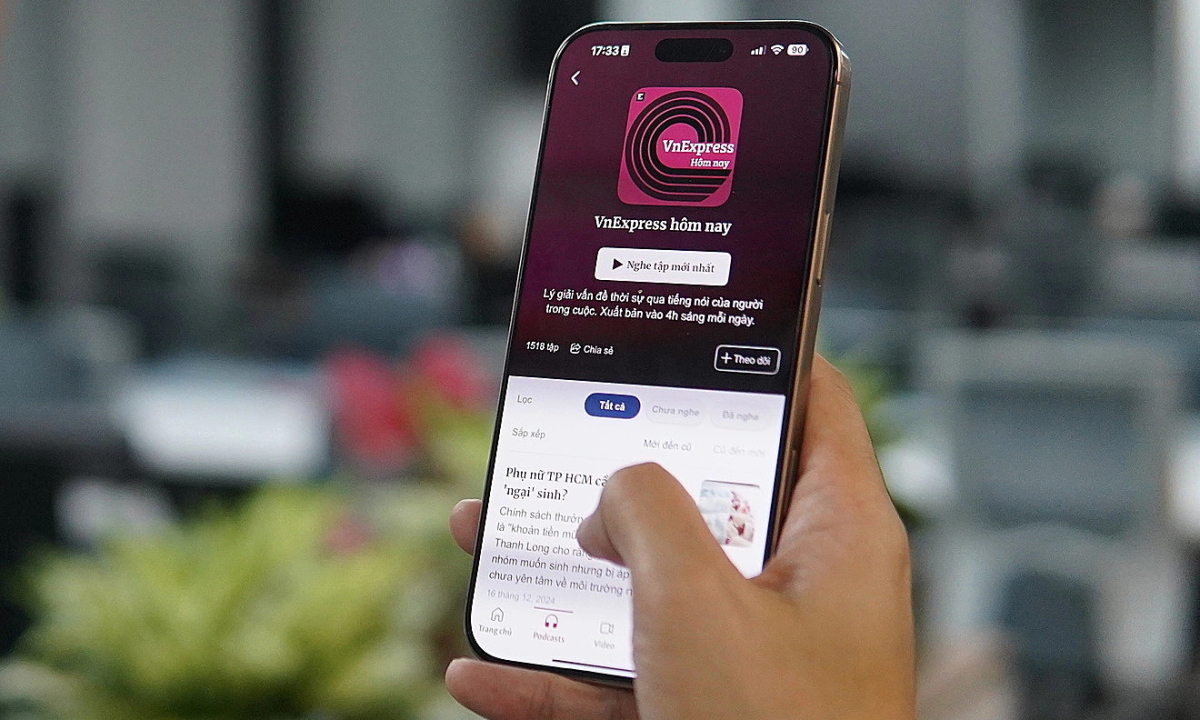 17:33
90
VnExpress
Hôm nay
VnExpress hôm nay
Nghe tập mới nhất
Lý giải vấn đề thời sự qua tiếng nói của người
trong cuộc. Xuất bản vào 4h sáng mỗi ngày.
1518 tập
Chia sẻ
+ Theo dõi
Lọc
Tất cả
Chưa nghe
Đã nghe
Sắp xếp
Mới đến cũ
Cũ đến mới
Phụ nữ TP HCM
'ngại' sinh?
Chính sách thưởng
là "khoản tiền
Thanh Long cho
nhóm muốn sinh nhưng bị
chưa yên tâm về môi trường
16 tháng 12, 2024
Trang chủ
Podcasts
Video